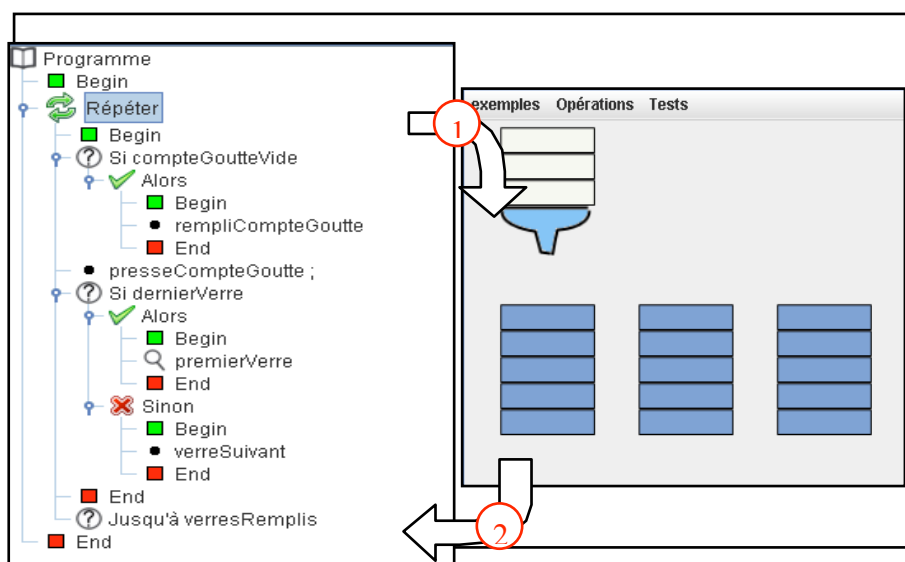 Programme
Begin
Répéter
Begin
Si compteGoutteVide
Alors
Begin
rempliCompteGoutte
End
presseCompteGoutte ;
Si dernierVerre
Alors
Begin
premierVerre
End
Sinon
Begin
verreSuivant
End
End
Jusqu'à verresRemplis
End
exemples Opérations Tests
1
2